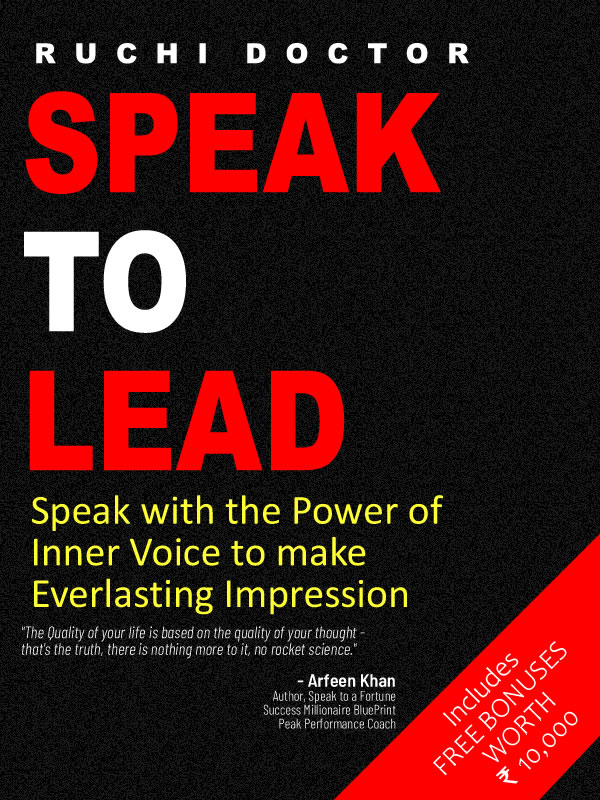 RUCHI DOCTOR
SPEAK
TO
LEAD
Speak with the Power of
Inner Voice to make
Everlasting Impression
"The Quality of your life is based on the quality of your thought -
that's the truth, there is nothing more to it, no rocket science."
- Arfeen Khan
Author, Speak to a Fortune
Success Millionaire BluePrint
Peak Performance Coach
Includes
FREE BONUSES
WORTH
₹ 10,000